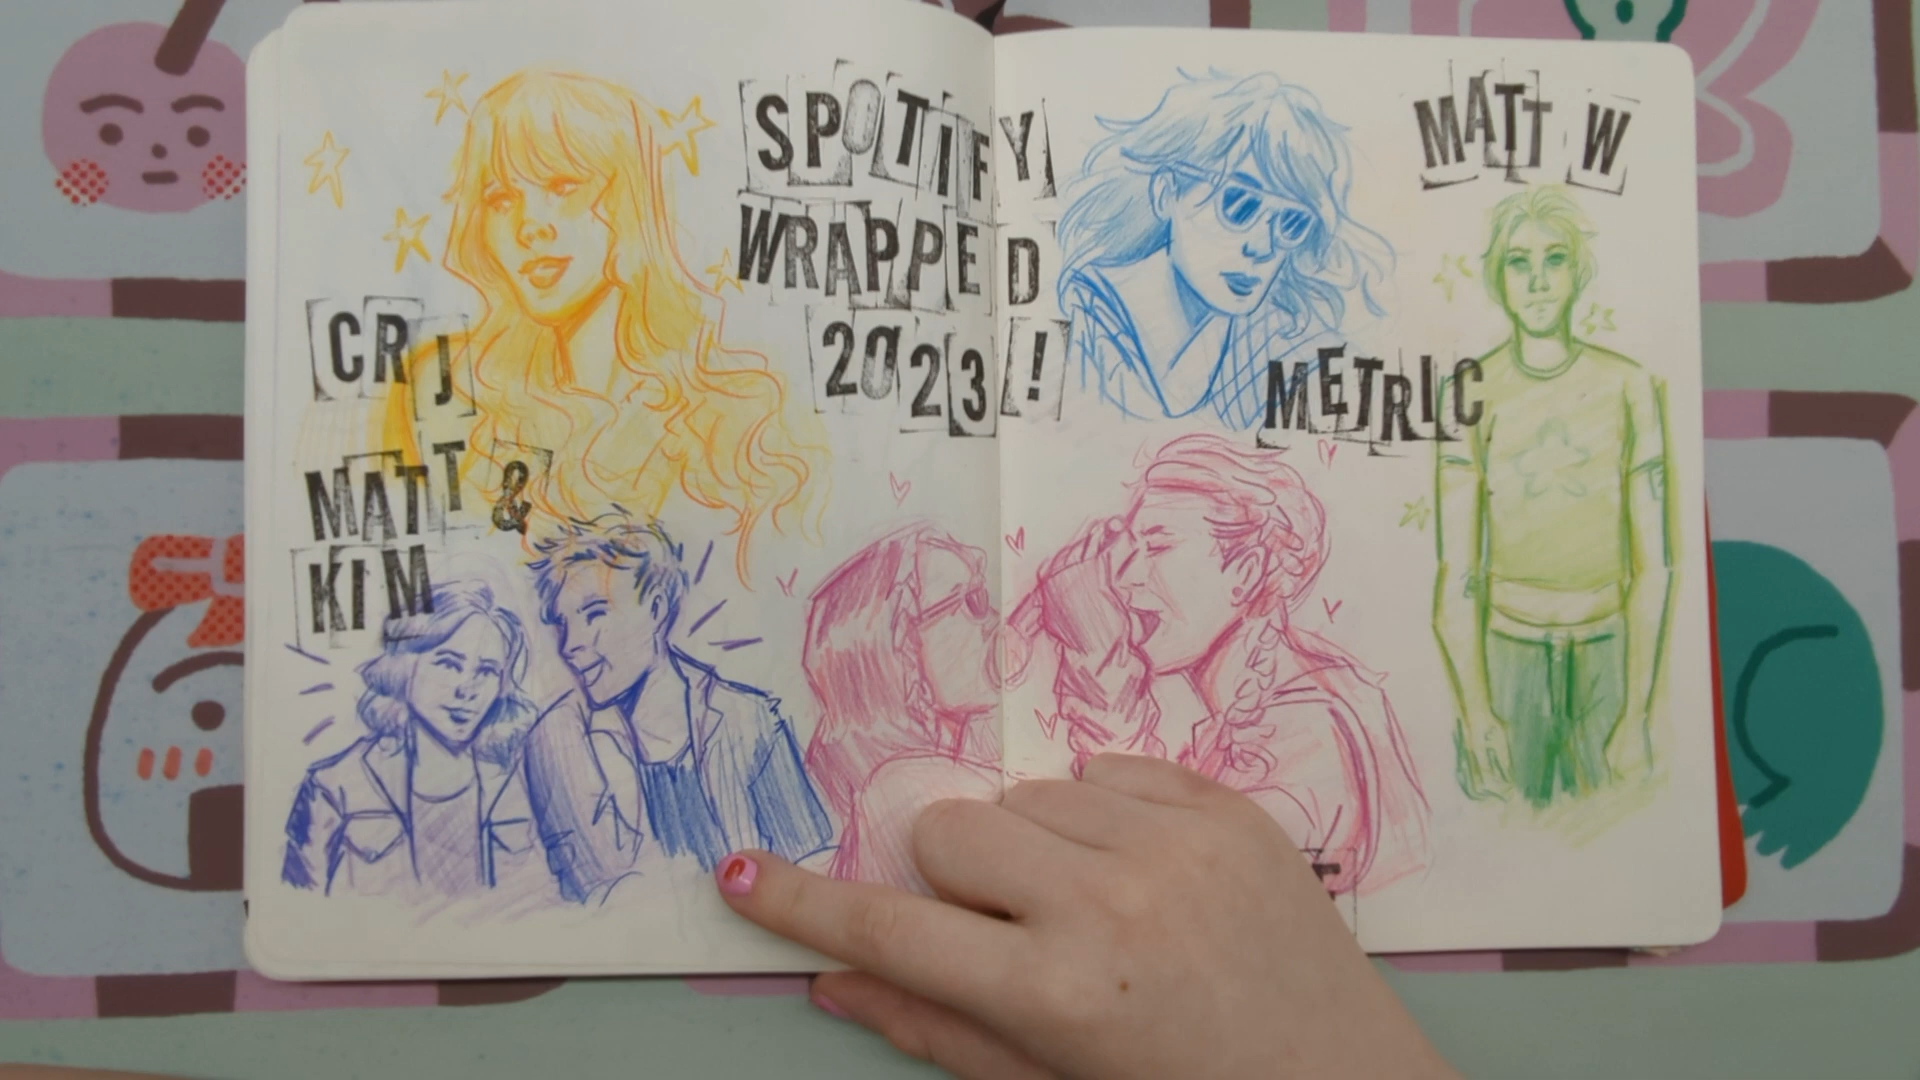 SPOTIFY
WRAPPED
2023!
CRJ
MATT &
KIM
METRIC
MATT W